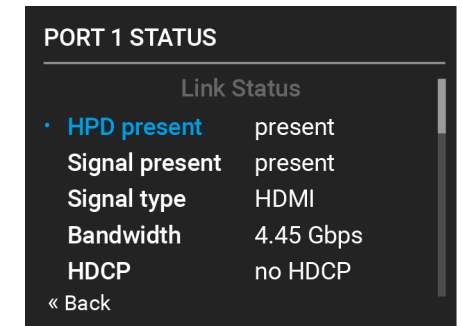 PORT 1 STATUS
Link Status
• HPD present present
Signal present present
Signal type HDMI
Bandwidth 4.45 Gbps
HDCP no HDCP
« Back